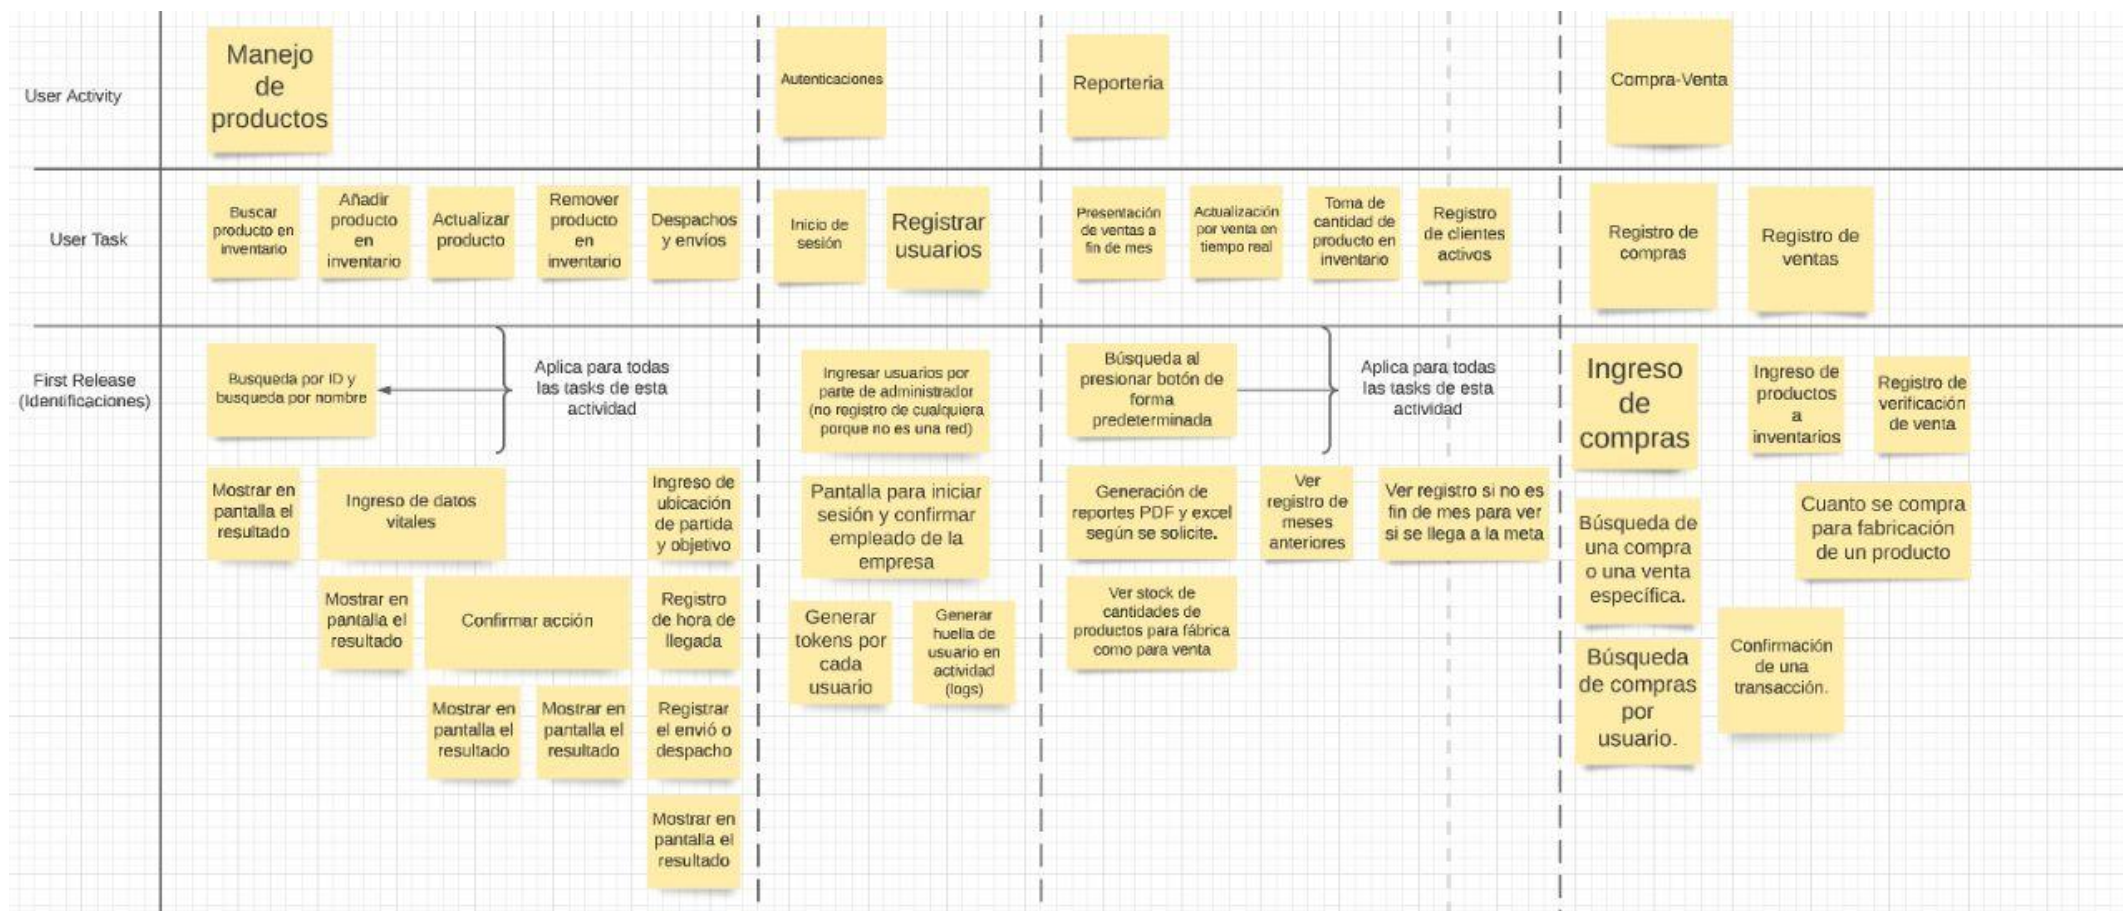 User Activity
Manejo
de
productos
Autenticaciones
Reporteria
Compra-Venta
User Task
Buscar
producto en
inventario
Añadir
producto
en
inventario
Actualizar
producto
Remover
producto
en
inventario
Despachos
y envíos
Inicio de
sesión
Registrar
usuarios
Presentación
de ventas a
fin de mes
Actualización
por venta en
tiempo real
Toma de
cantidad de
producto en
inventario
Registro
de clientes
activos
Registro de
compras
Registro de
ventas
First Release
(Identificaciones)
Busqueda por ID y
busqueda por nombre
Aplica para todas
las tasks de esta
actividad
Mostrar en
pantalla el
resultado
Ingreso de datos
vitales
Ingreso de
ubicación
de partida
y objetivo
Mostrar en
pantalla el
resultado
Confirmar acción
Registro
de hora de
llegada
Mostrar en
pantalla el
resultado
Mostrar en
pantalla el
resultado
Registrar
el envió o
despacho
Mostrar en
pantalla el
resultado
Ingresar usuarios por
parte de administrador
(no registro de cualquiera
porque no es una red)
Pantalla para iniciar
sesión y confirmar
empleado de la
empresa
Generar
tokens por
cada
usuario
Generar
huella de
usuario en
actividad
(logs)
Búsqueda al
presionar botón de
forma
predeterminada
Aplica para todas
las tasks de esta
actividad
Generación de
reportes PDF y excel
según se solicite.
Ver
registro de
meses
anteriores
Ver registro si no es
fin de mes para ver
si se llega a la meta
Ver stock de
cantidades de
productos para fábrica
como para venta
Ingreso
de
compras
Ingreso de
productos
a
inventarios
Registro de
verificación
de venta
Búsqueda de
una compra
o una venta
específica.
Cuanto se compra
para fabricación
de un producto
Búsqueda
de compras
por
usuario.
Confirmación
de una
transacción.